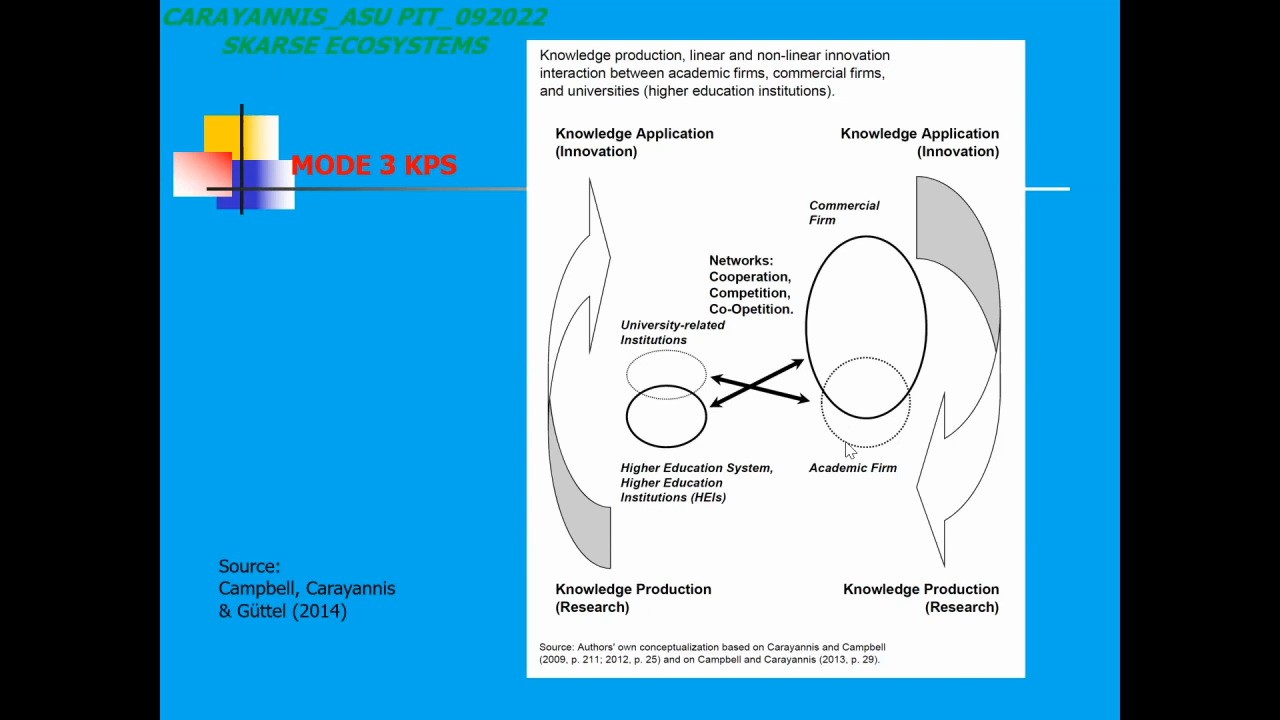 CARAYANNIS_ASU PIT_092022
SKARSE ECOSYSTEMS
MODE 3 KPS
Knowledge production, linear and non-linear innovation
interaction between academic firms, commercial firms,
and universities (higher education institutions).
Knowledge Application
(Innovation)
Knowledge Application
(Innovation)
Commercial
Firm
Networks:
Cooperation,
Competition,
Co-Opetition.
University-related
Institutions
Higher Education System,
Higher Education
Institutions (HEIs)
Academic Firm
Knowledge Production
(Research)
Knowledge Production
(Research)
Source: Authors' own conceptualization based on Carayannis and Campbell
(2009, p. 211; 2012, p. 25) and on Campbell and Carayannis (2013, p. 29).
Source:
Campbell, Carayannis
& Güttel (2014)